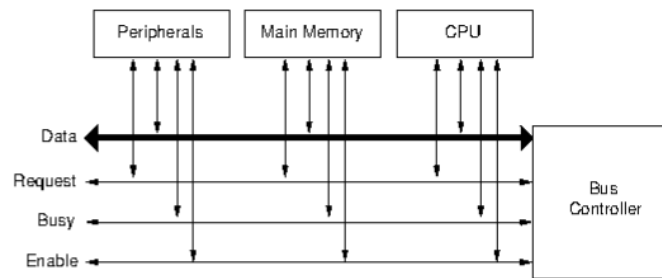 Peripherals
Main Memory
CPU
Data
Request
Busy
Enable
Bus
Controller